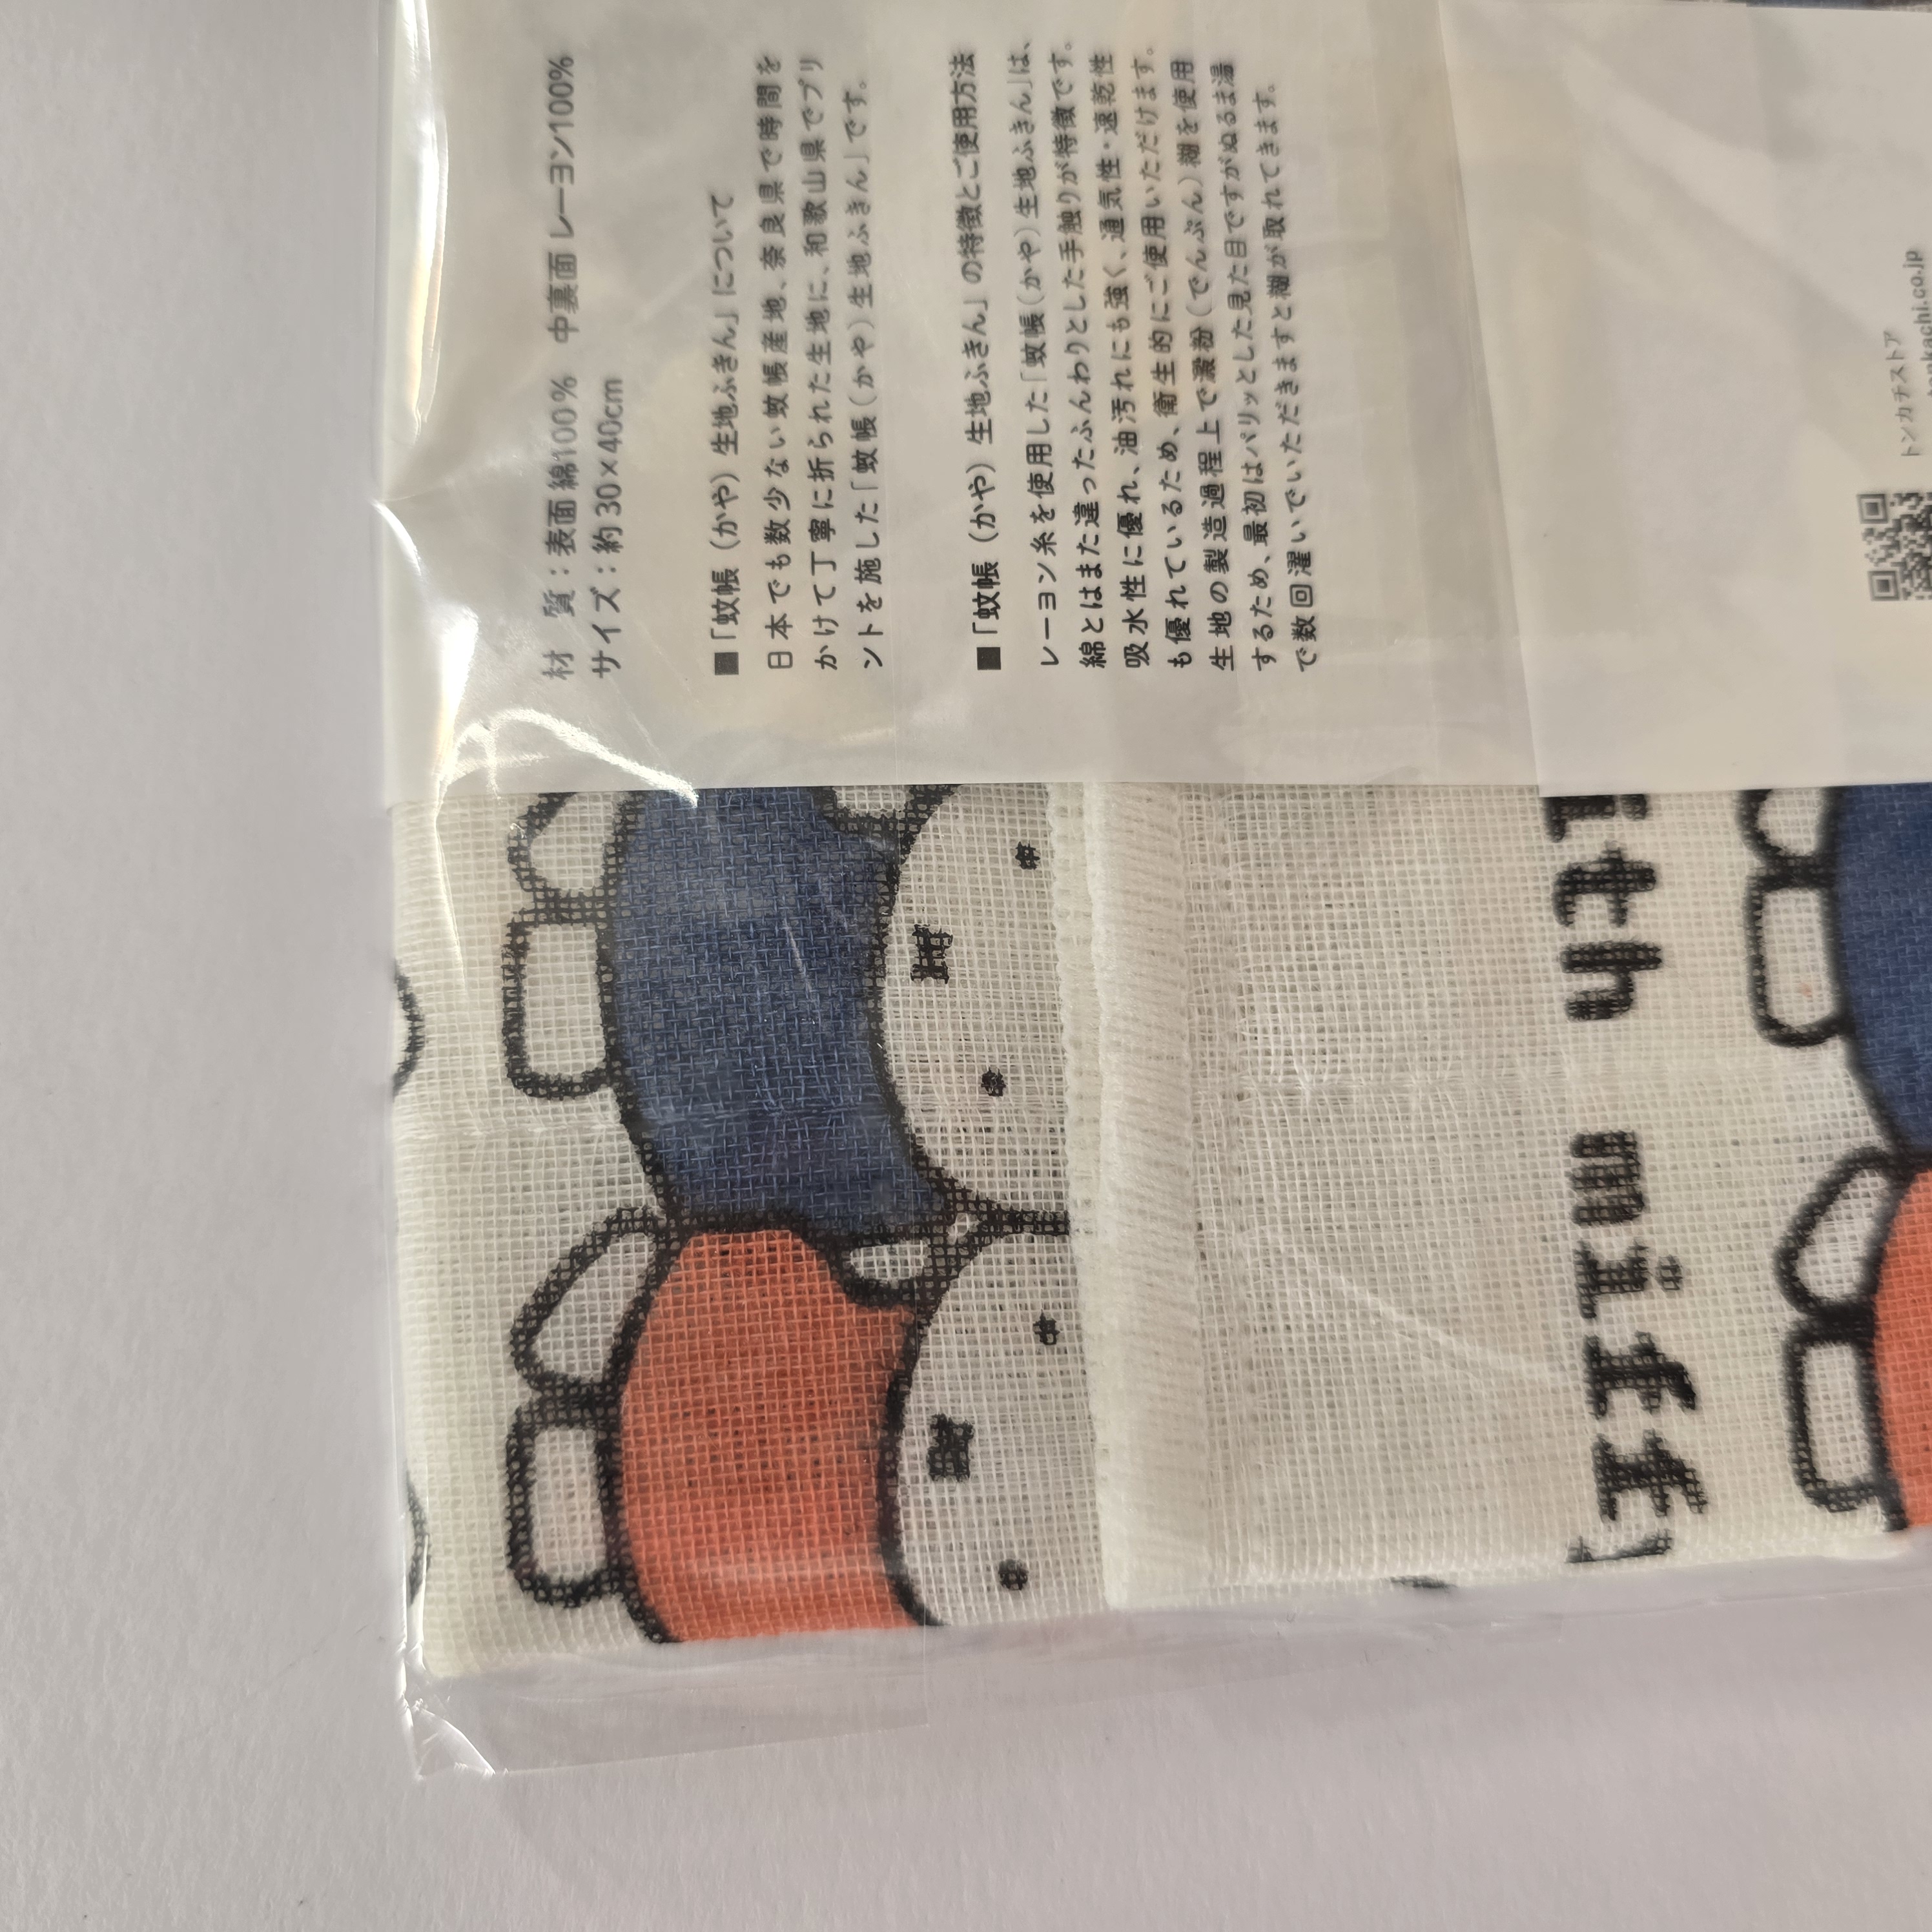 材　質：表面 綿100％　中裏面 レーヨン100％
サイズ：約 30×40cm
■「蚊帳（かや）生地ふきん」について
日本でも数少ない蚊帳産地、奈良県で時間を
かけて丁寧に折られた生地に、和歌山県でプリ
ントを施した「蚊帳（かや）生地ふきん」です。
■「蚊帳（かや）生地ふきん」の特徴とご使用方法
レーヨン糸を使用した「蚊帳（かや）生地ふきん」は、
綿とはまた違ったふんわりとした手触りが特徴です。
吸水性に優れ、油汚れにも強く、通気性・速乾性
も優れているため、衛生的にご使用いただけます。
生地の製造過程上で澱粉（でんぷん）糊を使用
するため、最初はパリッとした見た目ですがぬるま湯
で数回濯いでいただきますと糊が取れてきます。
トンカチストア
nkachi.co.jp
ith miffy